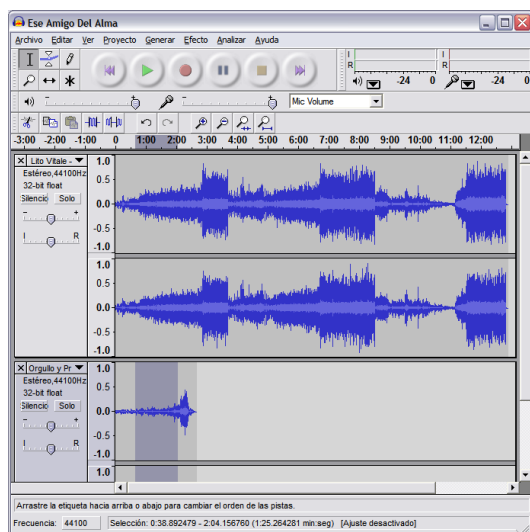 Ese Amigo Del Alma
Archivo Editar Ver Proyecto Generar Efecto Analizar Ayuda
I
R
-24 0
I
R
-24 0
Mic Volume
-3:00 -2:00 -1:00 0 1:00 2:00 3:00 4:00 5:00 6:00 7:00 8:00 9:00 10:00 11:00 12:00
Lito Vitale -
Estéreo,44100Hz
32-bit float
Silencio Solo
- +
I R
1.0
0.5
0.0
-0.5
-1.0
1.0
0.5
0.0
-0.5
-1.0
Orgullo y Pr
Estéreo,44100Hz
32-bit float
Silencio Solo
- +
I R
1.0
0.5
0.0
-0.5
-1.0
1.0
Arrastre la etiqueta hacia arriba o abajo para cambiar el orden de las pistas.
Frecuencia: 44100 Selección: 0:38.892479 - 2:04.156760 (1:25.264281 min:seg) [Ajuste desactivado]